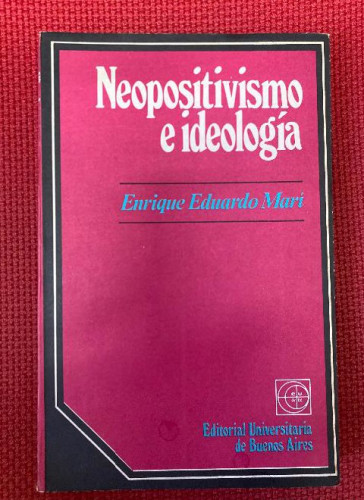 Neopositivismo
e ideología
Enrique Eduardo Marí
Editorial Universitaria
de Buenos Aires